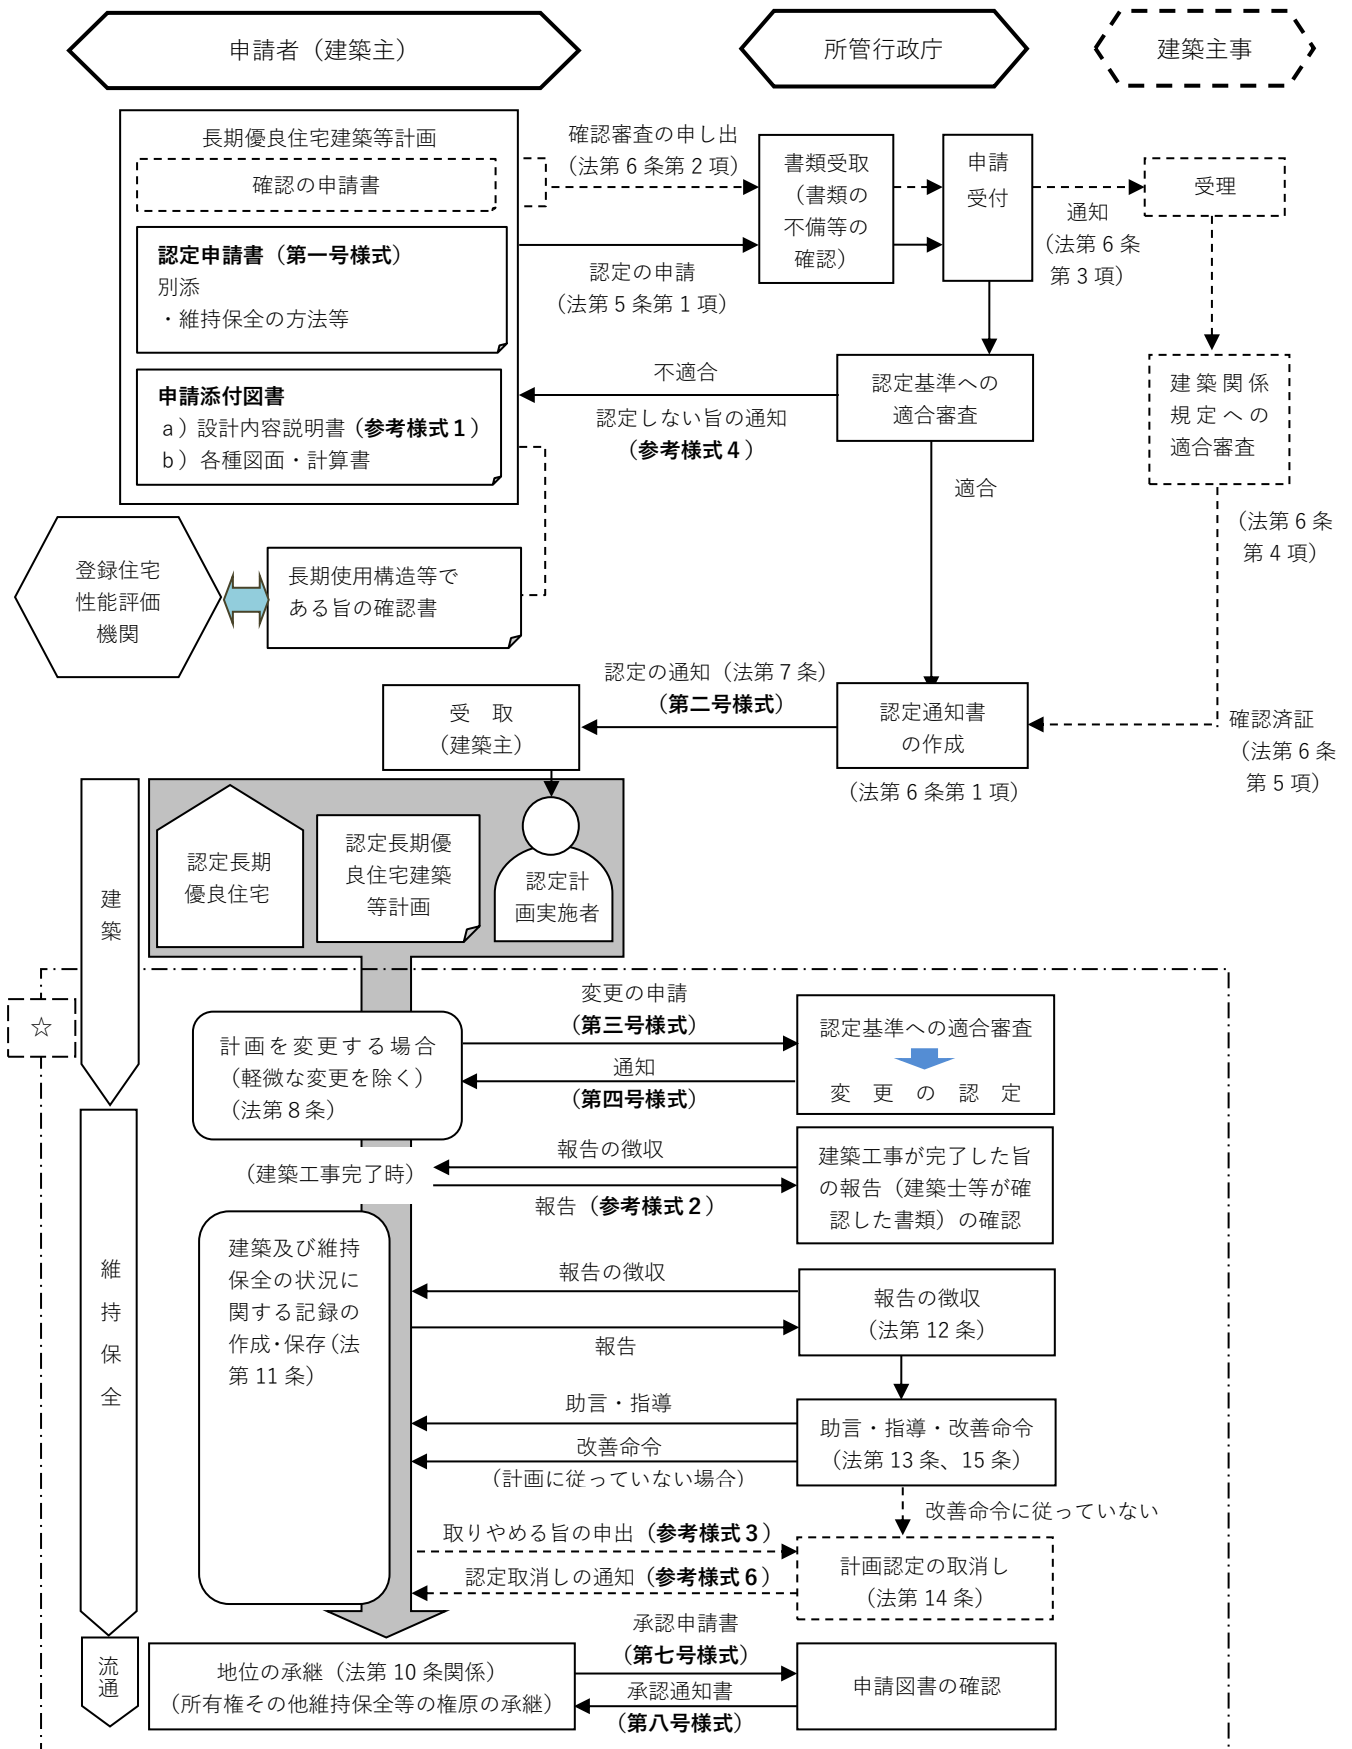 申請者（建築主）
所管行政庁
建築主事
長期優良住宅建築等計画
確認の申請書
確認審査の申し出
（法第６条第２項）
書類受取
（書類の
不備等の
確認）
申請
受付
受理
通知
（法第６条
第３項）
認定申請書（第一号様式）
別添
・維持保全の方法等
認定の申請
（法第５条第１項）
申請添付図書
ａ）設計内容説明書（参考様式１）
ｂ）各種図面・計算書
不適合
認定しない旨の通知
（参考様式４）
認定基準への
適合審査
建築関係
規定への
適合審査
適合
（法第６条
第４項）
登録住宅
性能評価
機関
長期使用構造等で
ある旨の確認書
認定の通知（法第７条）
（第二号様式）
受　取
（建築主）
認定通知書
の作成
（法第６条第１項）
確認済証
（法第６条
第５項）
建築
認定長期
優良住宅
認定長期優
良住宅建築
等計画
認定計
画実施者
☆
計画を変更する場合
（軽微な変更を除く）
（法第８条）
変更の申請
（第三号様式）
通知
（第四号様式）
認定基準への適合審査
変　更　の　認　定
（建築工事完了時）
報告の徴収
報告（参考様式２）
建築工事が完了した旨
の報告（建築士等が確
認した書類）の確認
維持保全
建築及び維持
保全の状況に
関する記録の
作成・保存（法
第 11 条）
報告の徴収
報告
報告の徴収
（法第 12 条）
助言・指導
改善命令
（計画に従っていない場合）
助言・指導・改善命令
（法第 13 条、15 条）
改善命令に従っていない
取りやめる旨の申出（参考様式３）
認定取消しの通知（参考様式６）
計画認定の取消し
（法第 14 条）
流通
地位の承継（法第 10 条関係）
（所有権その他維持保全等の権原の承継）
承認申請書
（第七号様式）
承認通知書
（第八号様式）
申請図書の確認